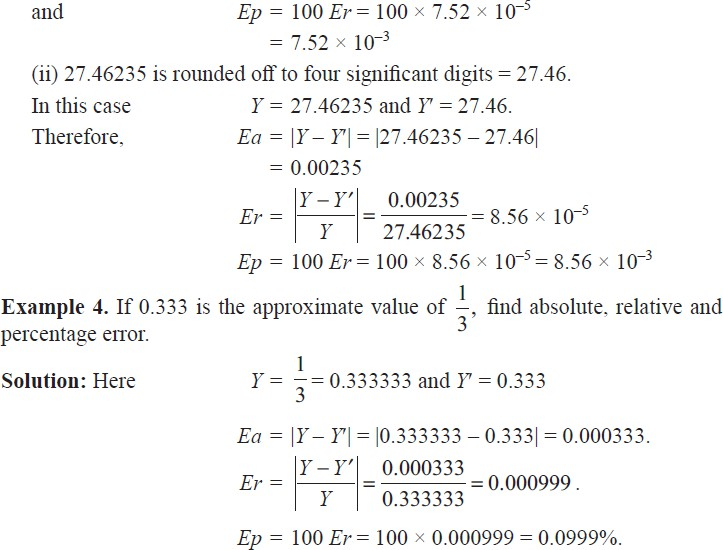 and Ep = 100 Er = 100 × 7.52 × 10⁻⁵
= 7.52 × 10⁻³
(ii) 27.46235 is rounded off to four significant digits = 27.46.
In this case Y = 27.46235 and Y′ = 27.46.
Therefore, Ea = |Y – Y′| = |27.46235 – 27.46|
= 0.00235
Er = |(Y – Y′)/Y| = 0.00235/27.46235 = 8.56 × 10⁻⁵
Ep = 100 Er = 100 × 8.56 × 10⁻⁵ = 8.56 × 10⁻³
Example 4. If 0.333 is the approximate value of 1/3, find absolute, relative and
percentage error.
Solution: Here Y = 1/3 = 0.333333 and Y′ = 0.333
Ea = |Y – Y′| = |0.333333 – 0.333| = 0.000333.
Er = |(Y – Y′)/Y| = 0.000333/0.333333 = 0.000999.
Ep = 100 Er = 100 × 0.000999 = 0.0999%.